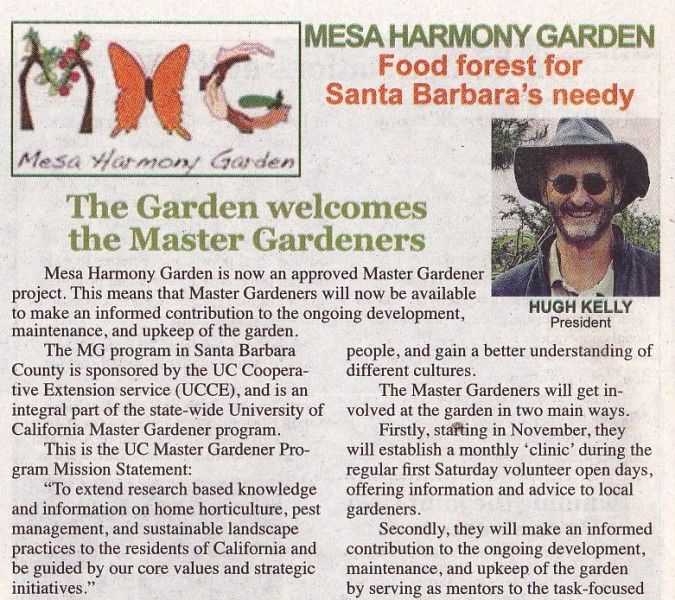 MHG
Mesa Harmony Garden
MESA HARMONY GARDEN
Food forest for
Santa Barbara's needy
HUGH KELLY
President
The Garden welcomes
the Master Gardeners
Mesa Harmony Garden is now an approved Master Gardener
project. This means that Master Gardeners will now be available
to make an informed contribution to the ongoing development,
maintenance, and upkeep of the garden.
The MG program in Santa Barbara
County is sponsored by the UC Coopera-
tive Extension service (UCCE), and is an
integral part of the state-wide University of
California Master Gardener program.
This is the UC Master Gardener Pro-
gram Mission Statement:
“To extend research based knowledge
and information on home horticulture, pest
management, and sustainable landscape
practices to the residents of California and
be guided by our core values and strategic
initiatives.”
people, and gain a better understanding of
different cultures.
The Master Gardeners will get in-
volved at the garden in two main ways.
Firstly, starting in November, they
will establish a monthly ‘clinic’ during the
regular first Saturday volunteer open days,
offering information and advice to local
gardeners.
Secondly, they will make an informed
contribution to the ongoing development,
maintenance, and upkeep of the garden
by serving as mentors to the task-focused